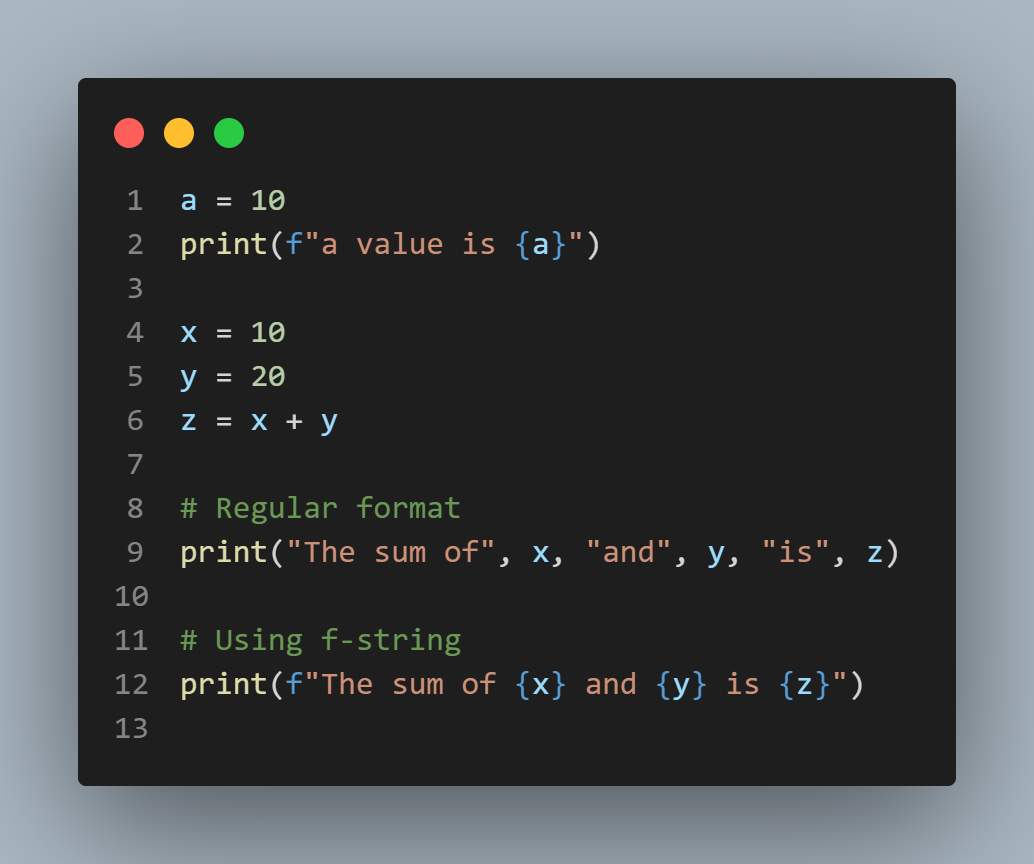 1 a = 10
2 print(f"a value is {a}")
3
4 x = 10
5 y = 20
6 z = x + y
7
8 # Regular format
9 print("The sum of", x, "and", y, "is", z)
10
11 # Using f-string
12 print(f"The sum of {x} and {y} is {z}")
13